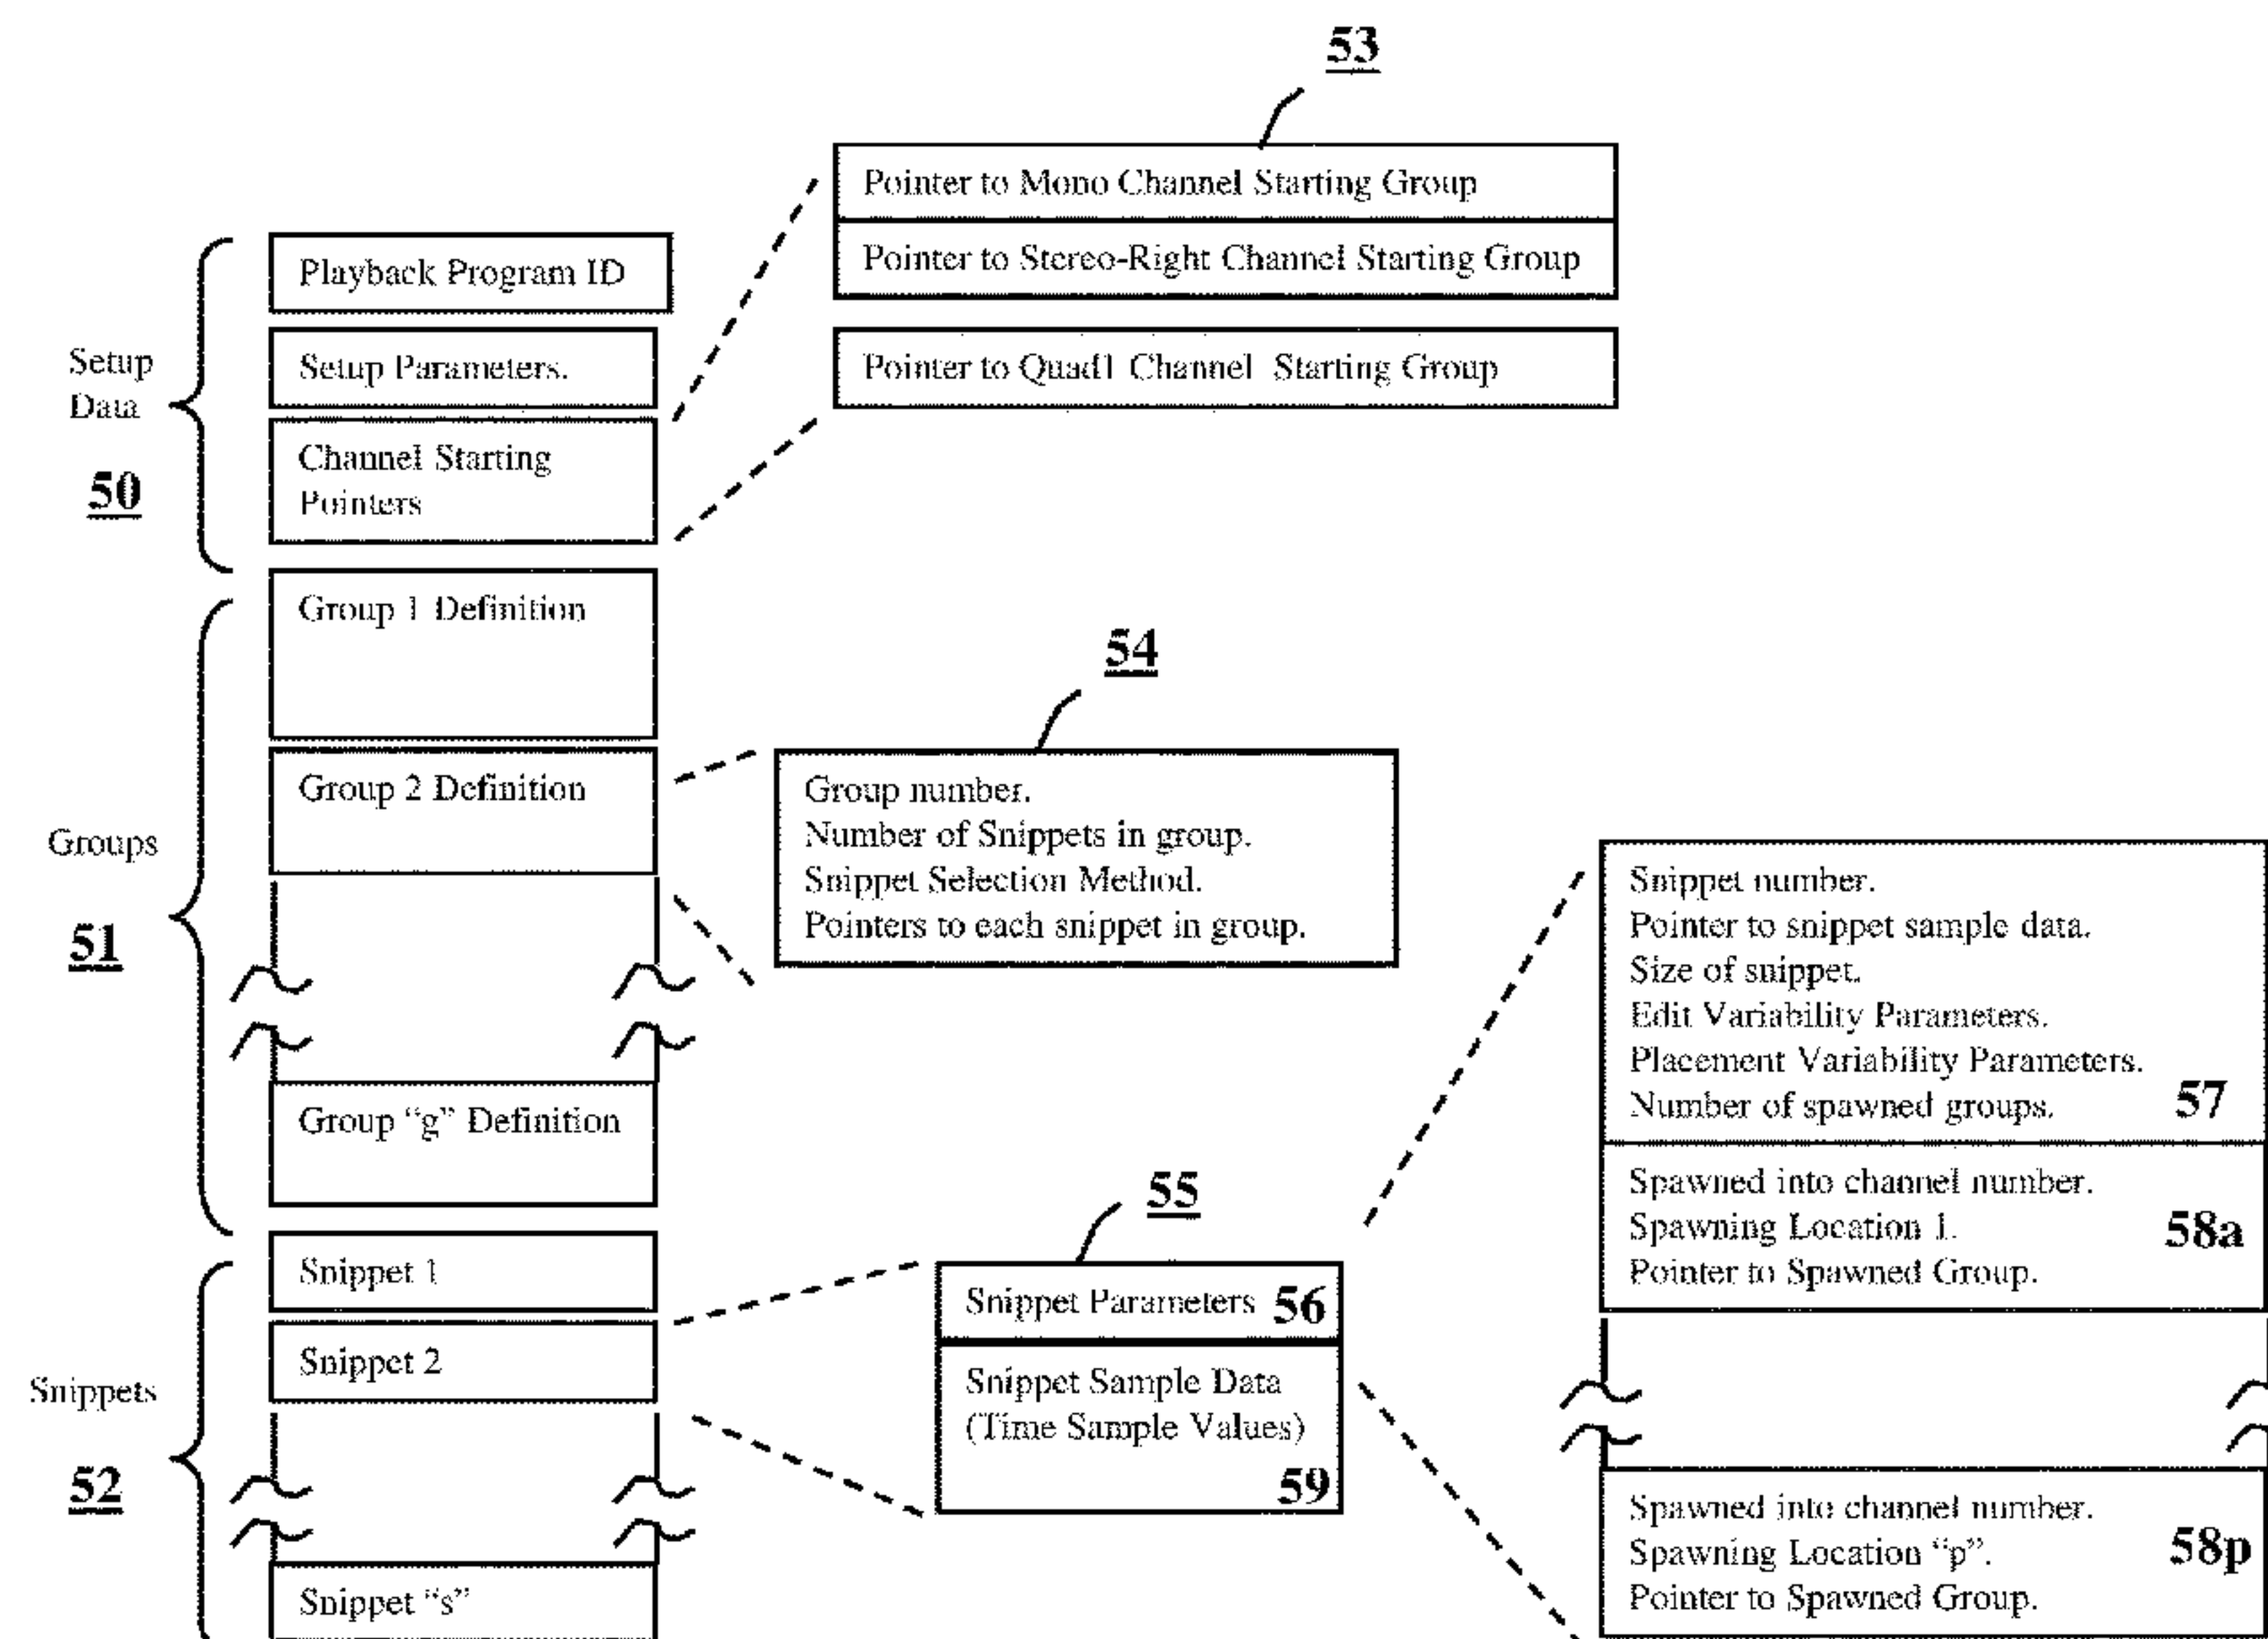 53
Pointer to Mono Channel Starting Group
Pointer to Stereo-Right Channel Starting Group
Pointer to Quad1 Channel Starting Group
Setup
Data
50
Playback Program ID
Setup Parameters.
Channel Starting
Pointers
Groups
51
Group 1 Definition
Group 2 Definition
Group “g” Definition
54
Group number.
Number of Snippets in group.
Snippet Selection Method.
Pointers to each snippet in group.
Snippets
52
Snippet 1
Snippet 2
Snippet “s”
55
Snippet Parameters 56
Snippet Sample Data
(Time Sample Values)
59
Snippet number.
Pointer to snippet sample data.
Size of snippet.
Edit Variability Parameters.
Placement Variability Parameters.
Number of spawned groups. 57
Spawned into channel number.
Spawning Location 1. 58a
Pointer to Spawned Group.
Spawned into channel number.
Spawning Location “p”. 58p
Pointer to Spawned Group.